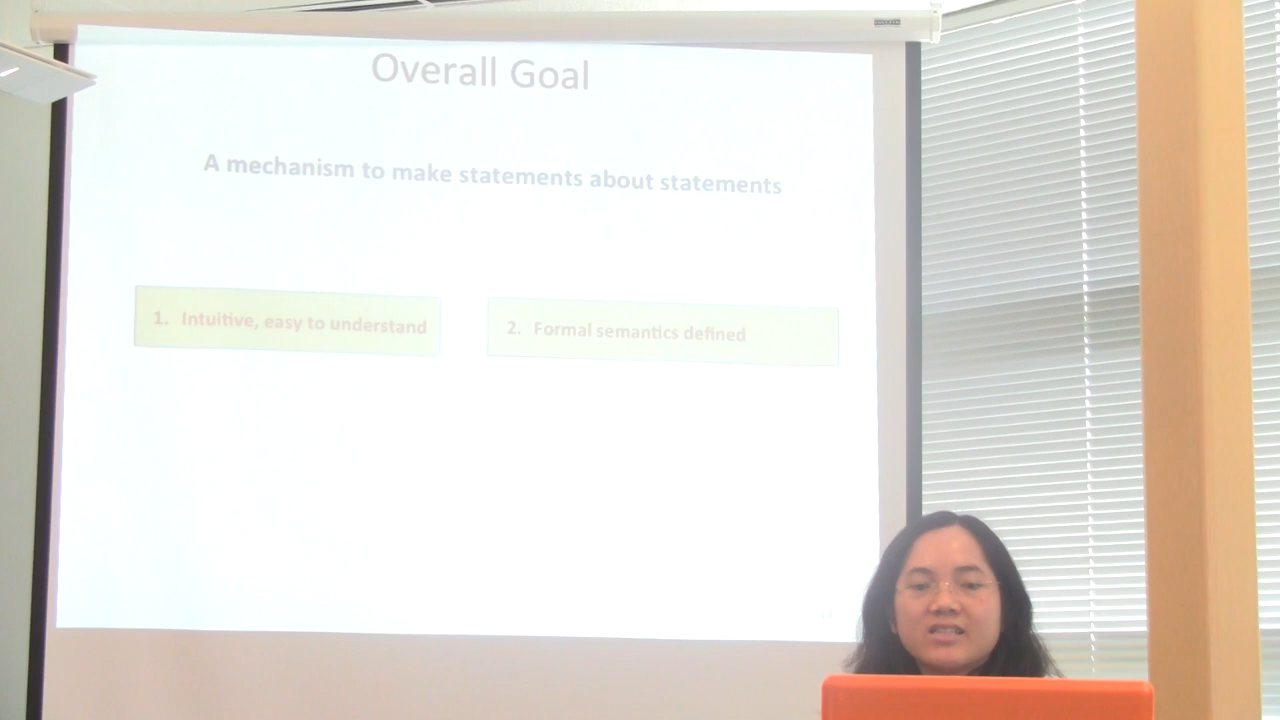 Overall Goal
A mechanism to make statements about statements
1. Intuitive, easy to understand
2. Formal semantics defined